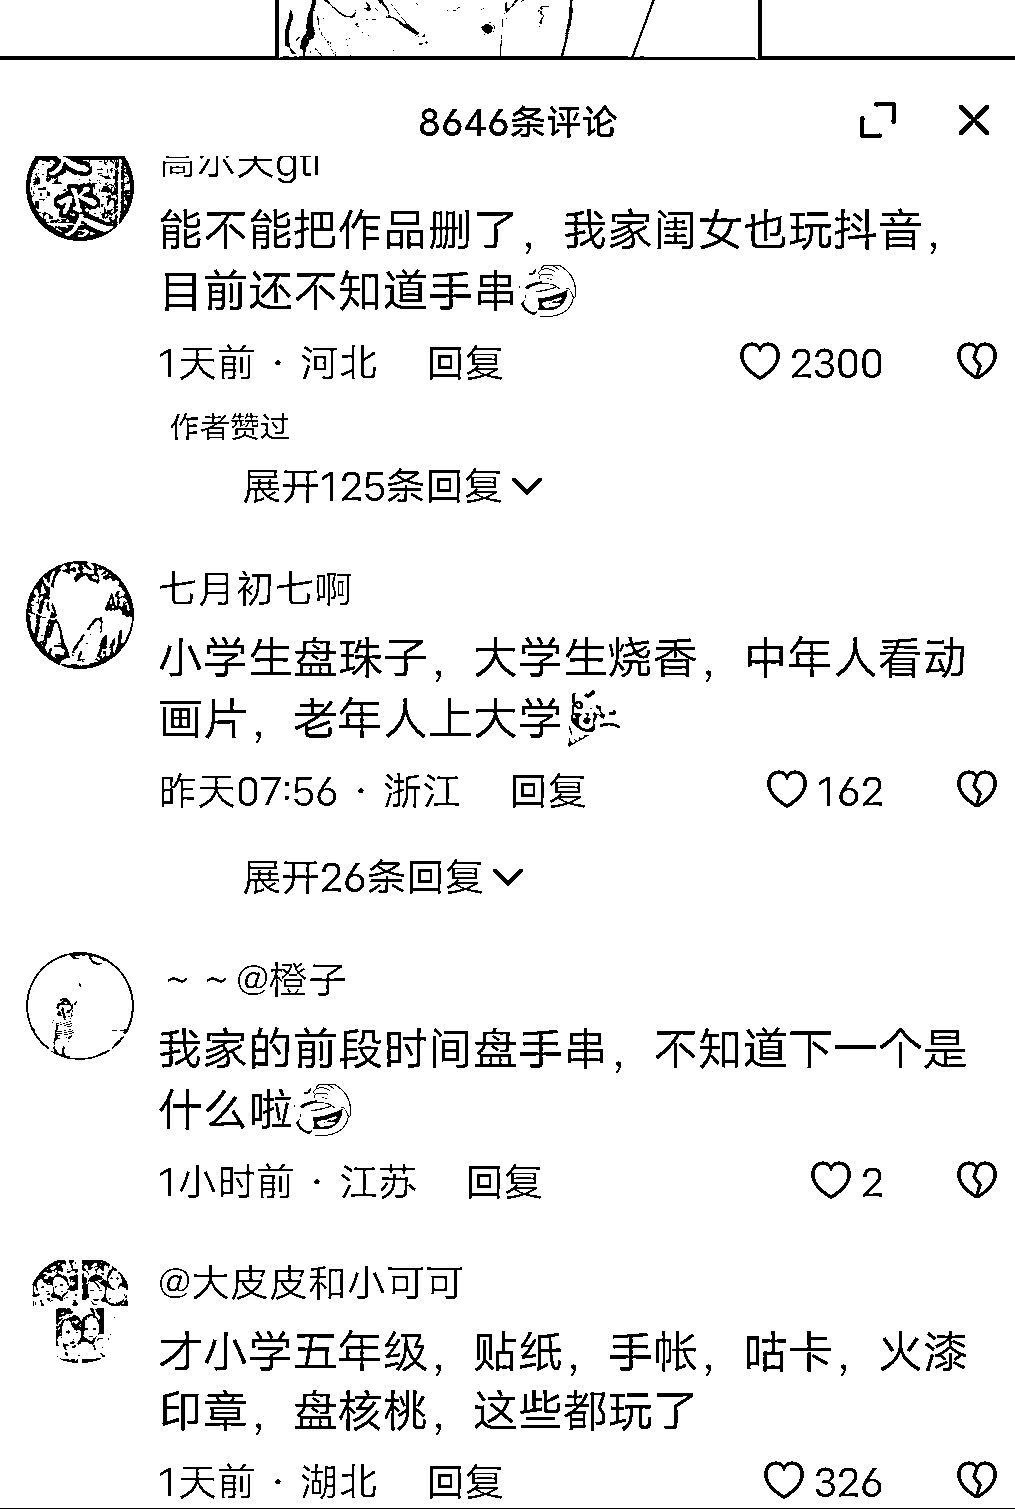 8646条评论
能不能把作品删了，我家闺女也玩抖音，
目前还不知道手串
1天前 · 河北 回复 2300
作者赞过
展开125条回复
七月初七啊
小学生盘珠子，大学生烧香，中年人看动
画片，老年人上大学
昨天07:56 · 浙江 回复 162
展开26条回复
～～@橙子
我家的前段时间盘手串，不知道下一个是
什么啦
1小时前 · 江苏 回复 2
@大皮皮和小可可
才小学五年级，贴纸，手帐，咕卡，火漆
印章，盘核桃，这些都玩了
1天前 · 湖北 回复 326